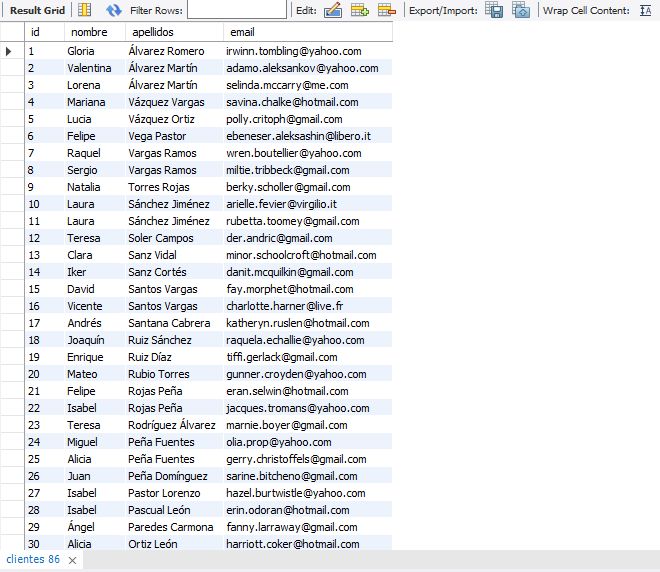 Result Grid Filter Rows: Edit: Export/Import: Wrap Cell Content:
id nombre apellidos email
1 Gloria Álvarez Romero irwinn.tombling@yahoo.com
2 Valentina Álvarez Martín adamo.aleksankov@yahoo.com
3 Lorena Álvarez Martín selinda.mccarry@me.com
4 Mariana Vázquez Vargas savina.chalke@hotmail.com
5 Lucia Vázquez Ortiz polly.critoph@gmail.com
6 Felipe Vega Pastor ebeneser.aleksashin@libero.it
7 Raquel Vargas Ramos wren.boutellier@yahoo.com
8 Sergio Vargas Ramos miltie.tribbeck@gmail.com
9 Natalia Torres Rojas berky.scholler@gmail.com
10 Laura Sánchez Jiménez arielle.fevier@virgilio.it
11 Laura Sánchez Jiménez rubetta.toomey@gmail.com
12 Teresa Soler Campos der.andric@gmail.com
13 Clara Sanz Vidal minor.schoolcroft@hotmail.com
14 Iker Sanz Cortés danit.mcquilkin@gmail.com
15 David Santos Vargas fay.morphet@hotmail.com
16 Vicente Santos Vargas charlotte.harner@live.fr
17 Andrés Santana Cabrera katheryn.ruslen@hotmail.com
18 Joaquín Ruiz Sánchez raquela.echallie@yahoo.com
19 Enrique Ruiz Díaz tiffi.gerlack@gmail.com
20 Mateo Rubio Torres gunner.croyden@yahoo.com
21 Felipe Rojas Peña eran.selwin@hotmail.com
22 Isabel Rojas Peña jacques.tromans@yahoo.com
23 Teresa Rodríguez Álvarez marnie.boyer@gmail.com
24 Miguel Peña Fuentes olia.prop@yahoo.com
25 Alicia Peña Fuentes gerry.christoffels@gmail.com
26 Juan Peña Domínguez sarine.bitcheno@gmail.com
27 Isabel Pastor Lorenzo hazel.burtwistle@yahoo.com
28 Isabel Pascual León erin.odoran@hotmail.com
29 Ángel Paredes Carmona fanny.larraway@gmail.com
30 Alicia Ortiz León harriott.coker@hotmail.com
clientes 86